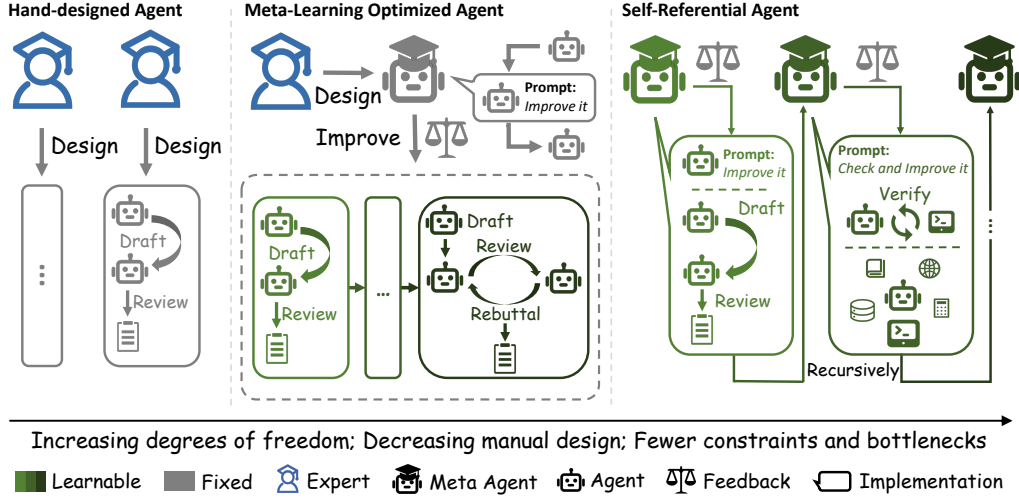 Hand-designed Agent
Design
Design
...
Draft
Review
Meta-Learning Optimized Agent
Design
Prompt:
Improve it
Improve
Draft
Review
...
Draft
Review
Rebuttal
Self-Referential Agent
Prompt:
Improve it
Draft
Review
Prompt:
Check and Improve it
Verify
...
Recursively
Increasing degrees of freedom; Decreasing manual design; Fewer constraints and bottlenecks
Learnable Fixed Expert Meta Agent Agent Feedback Implementation